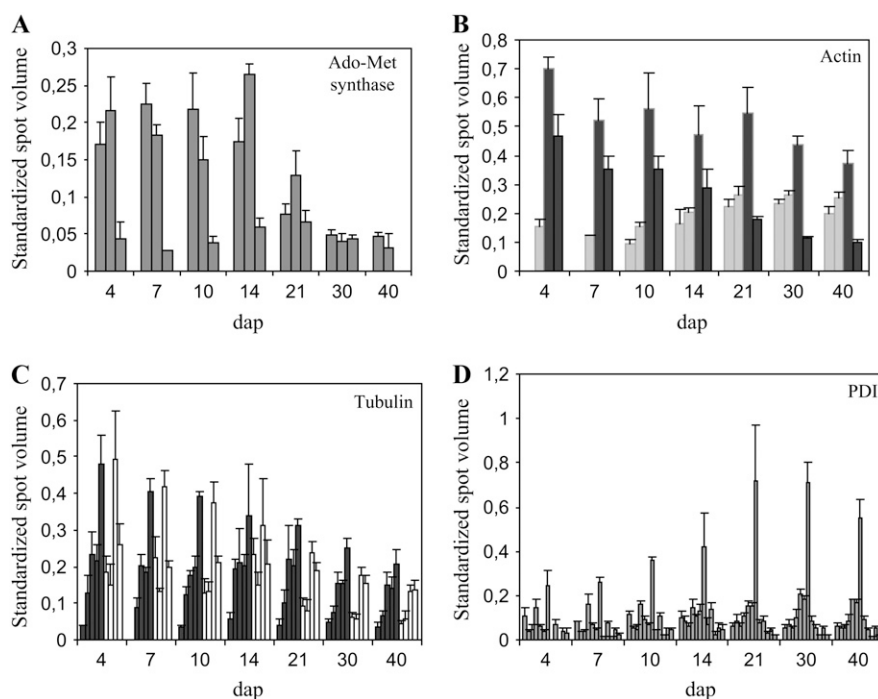 A
Ado-Met
synthase
Standardized spot volume
0,3
0,25
0,2
0,15
0,1
0,05
0
4 7 10 14 21 30 40
dap
B
Actin
Standardized spot volume
0,8
0,7
0,6
0,5
0,4
0,3
0,2
0,1
0
4 7 10 14 21 30 40
dap
C
Tubulin
Standardized spot volume
0,7
0,6
0,5
0,4
0,3
0,2
0,1
0
4 7 10 14 21 30 40
dap
D
PDI
Standardized spot volume
1,2
1
0,8
0,6
0,4
0,2
0
4 7 10 14 21 30 40
dap